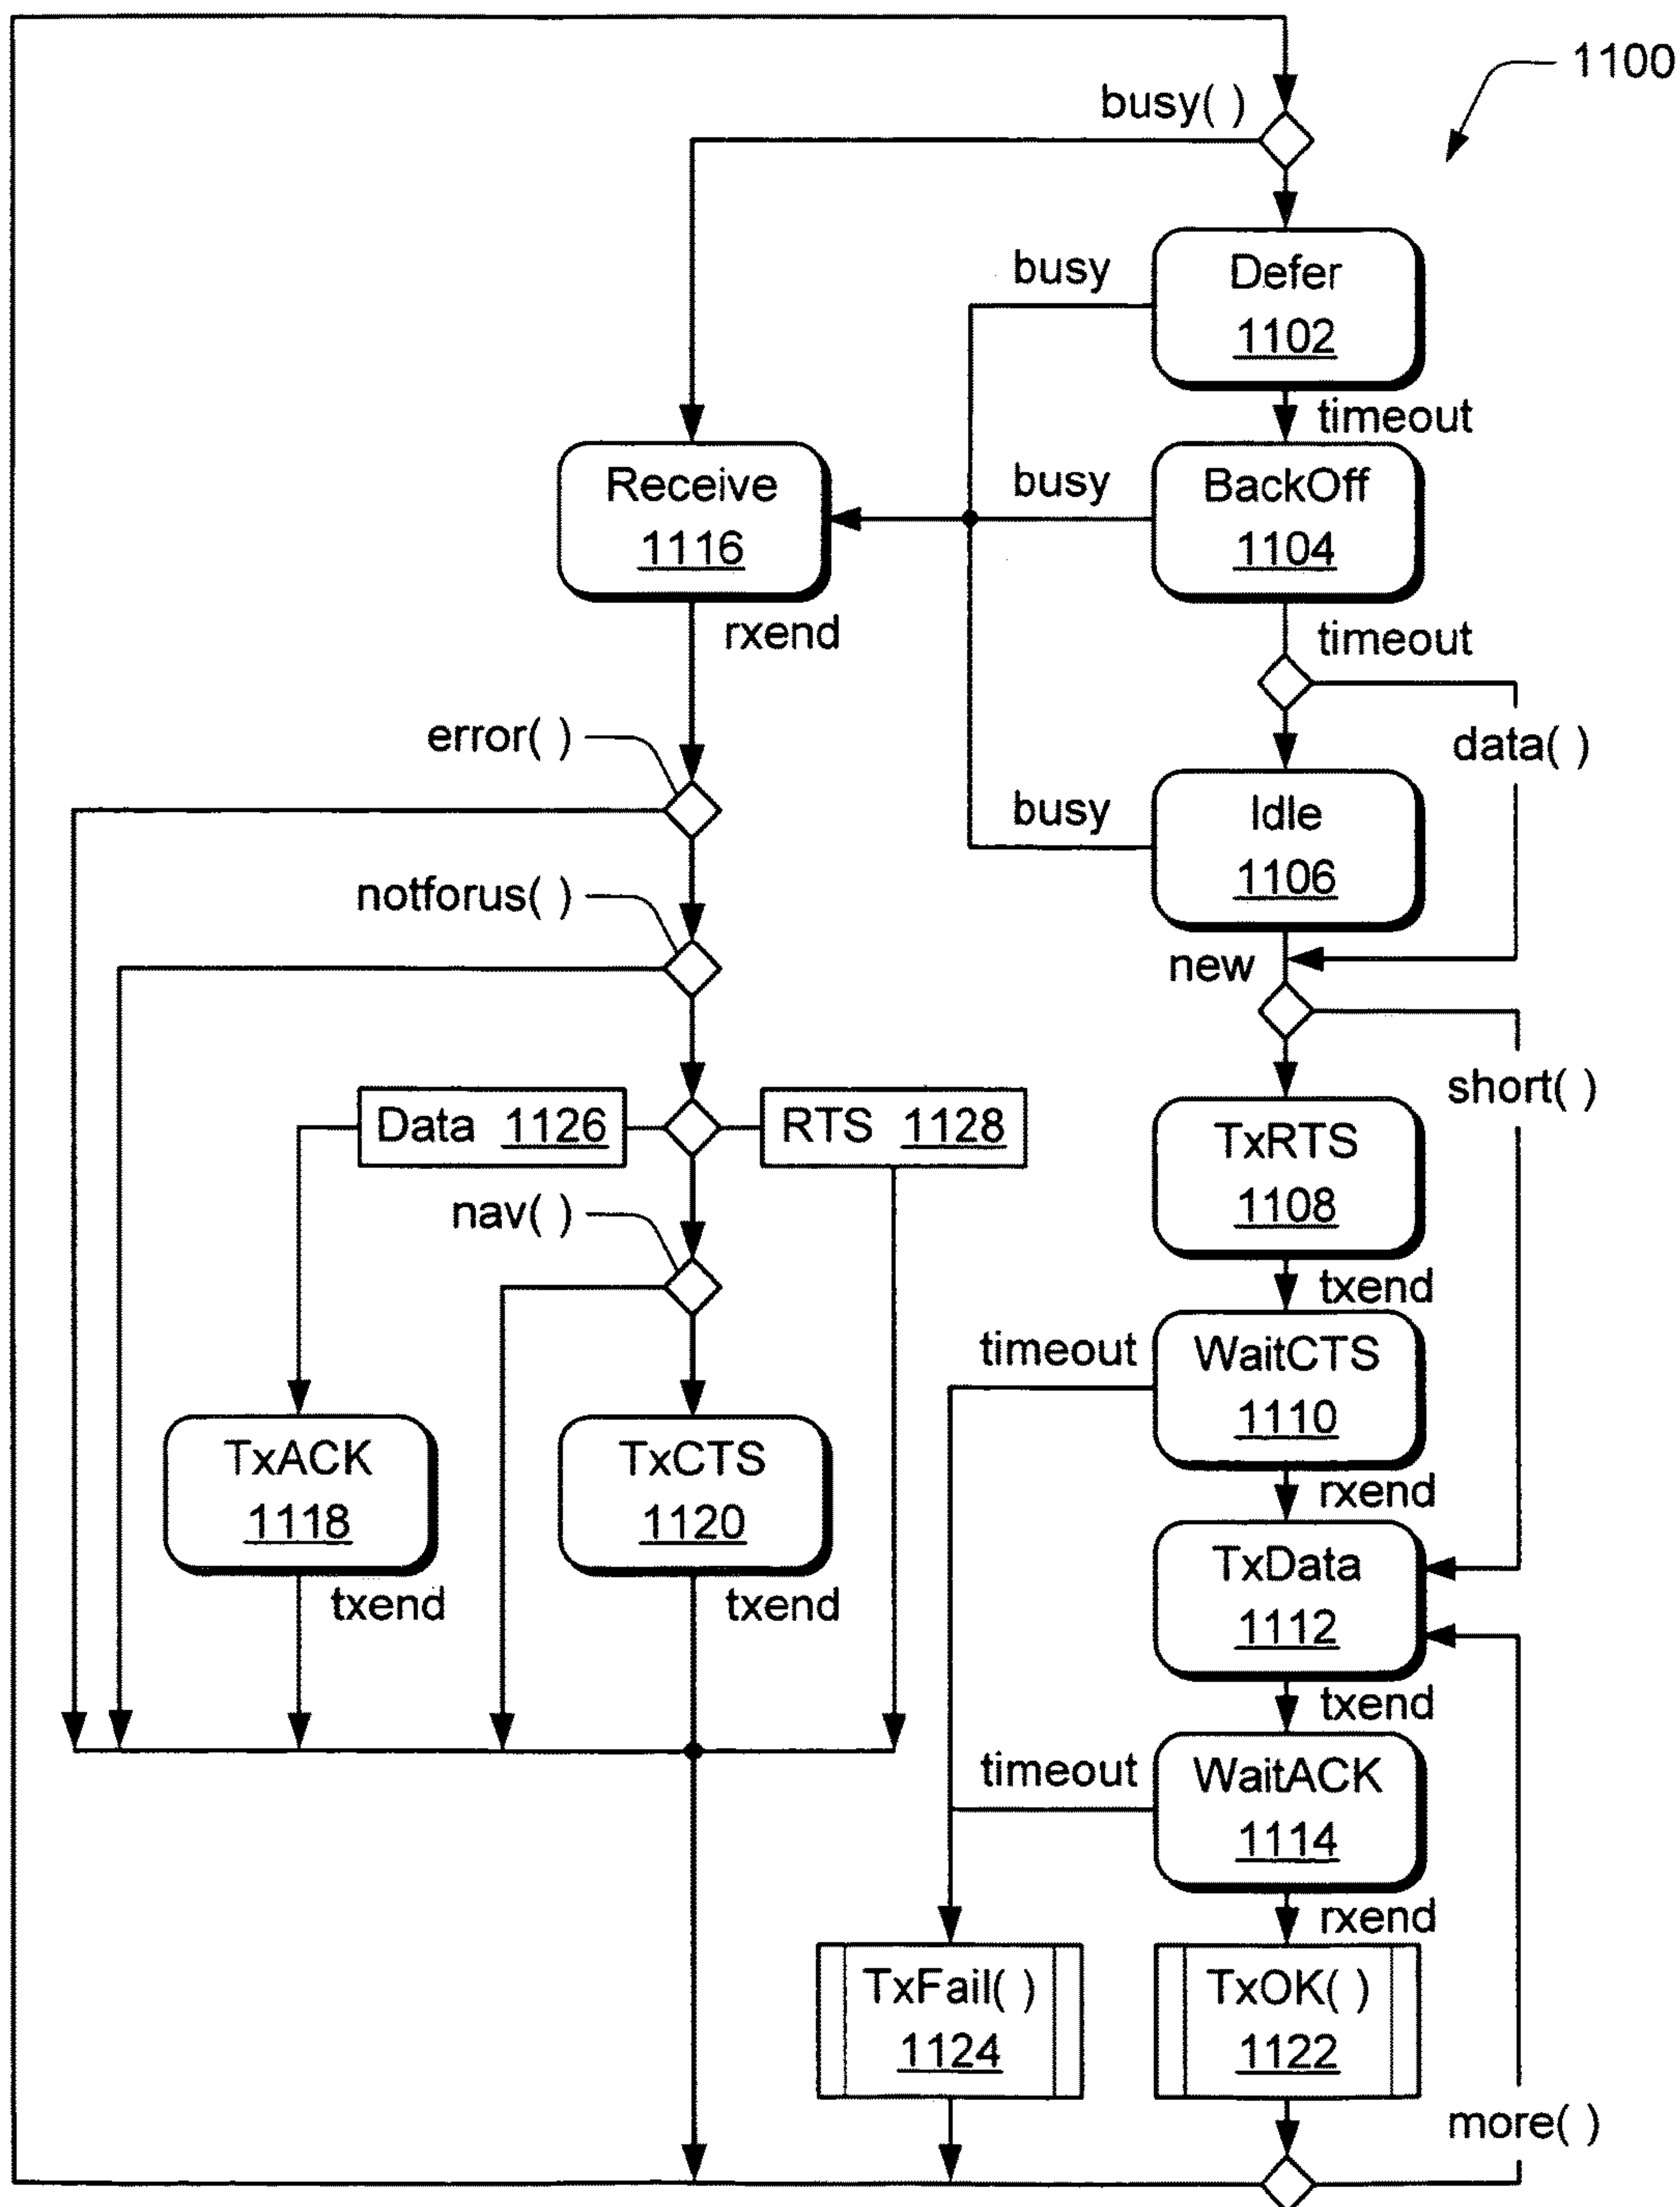 1100
busy( )
Defer
1102
busy
timeout
Receive
1116
busy
BackOff
1104
rxend
timeout
error( )
data( )
busy
Idle
1106
notforus( )
new
short( )
Data 1126
RTS 1128
TxRTS
1108
nav( )
txend
timeout
WaitCTS
1110
TxACK
1118
TxCTS
1120
rxend
TxData
1112
txend
txend
txend
timeout
WaitACK
1114
rxend
TxFail( )
1124
TxOK( )
1122
more( )